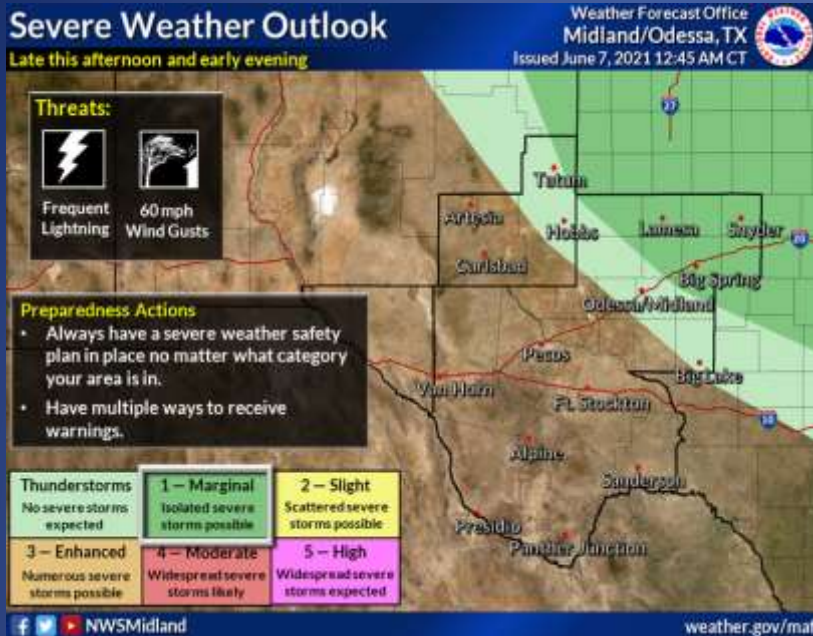 Severe Weather Outlook
Late this afternoon and early evening
Weather Forecast Office
Midland/Odessa, TX
Issued June 7, 2021 12:45 AM CT
Threats:
Frequent
Lightning
60 mph
Wind Gusts
27
Tatum
Artesia
Hobbs
Lamesa
Snyder
20
Carlsbad
Big Spring
Odessa/Midland
Pecos
Big Lake
Van Horn
Ft. Stockton
10
Alpine
Sanderson
Presidio
Panther Junction
Preparedness Actions
• Always have a severe weather safety
plan in place no matter what category
your area is in.
• Have multiple ways to receive
warnings.
Thunderstorms
No severe storms
expected
1 — Marginal
Isolated severe
storms possible
2 — Slight
Scattered severe
storms possible
3 — Enhanced
Numerous severe
storms possible
4 — Moderate
Widespread severe
storms likely
5 — High
Widespread severe
storms expected
NWSMidland
weather.gov/maf